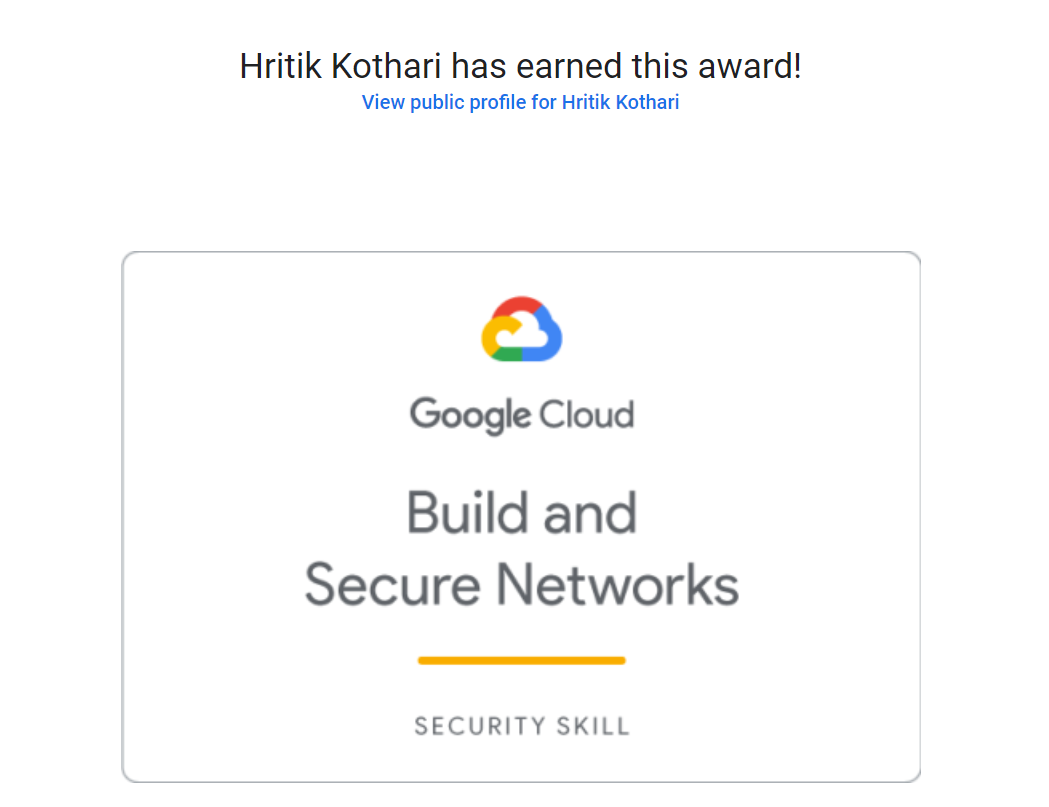 Hritik Kothari has earned this award!
View public profile for Hritik Kothari
Google Cloud
Build and
Secure Networks
SECURITY SKILL